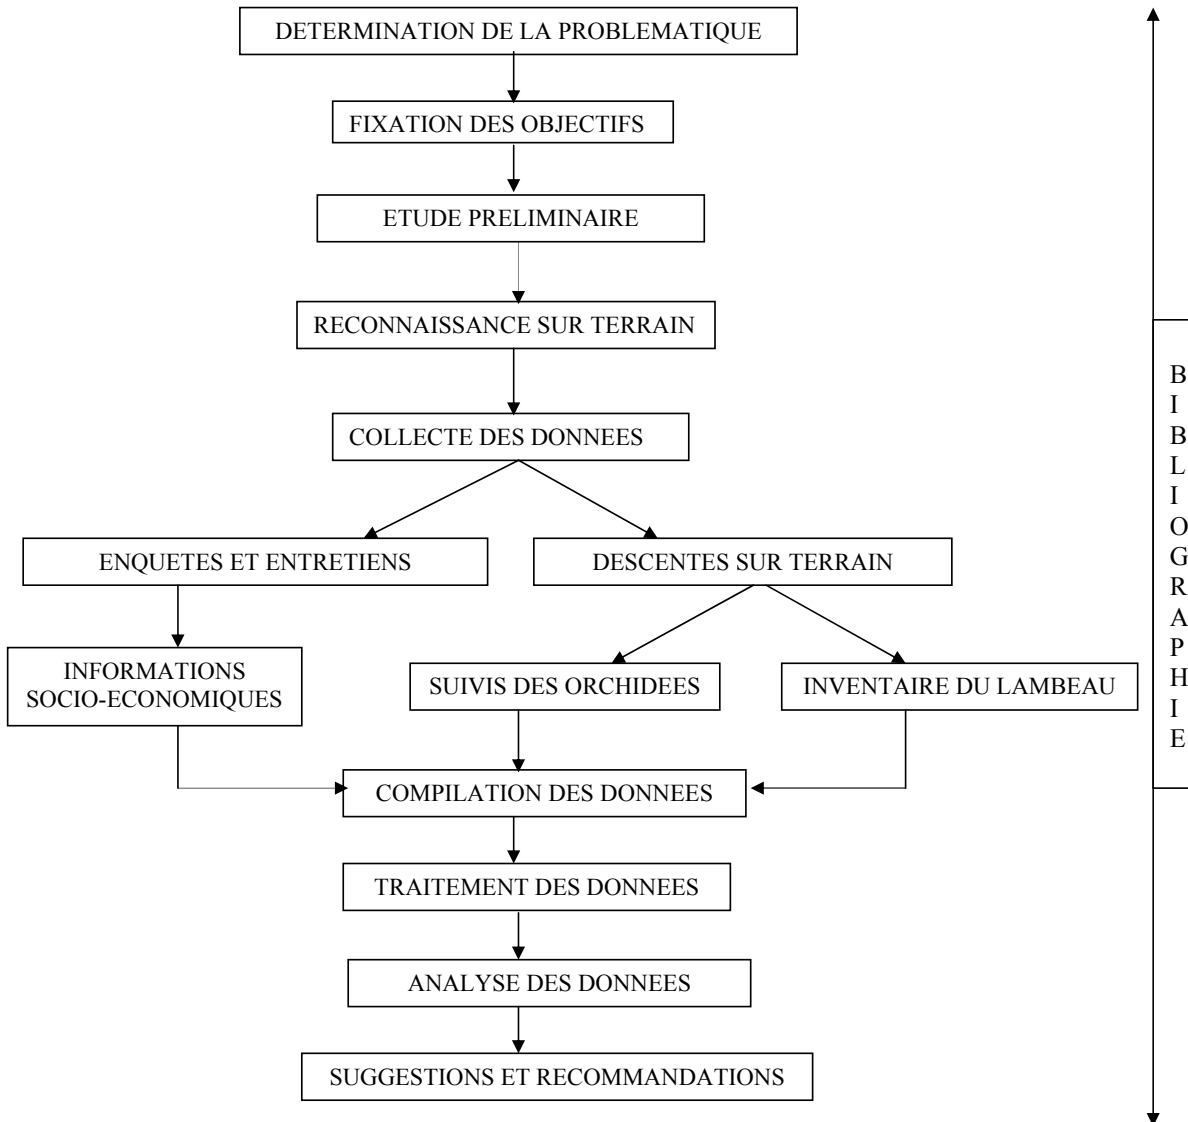 DETERMINATION DE LA PROBLEMATIQUE
FIXATION DES OBJECTIFS
ETUDE PRELIMINAIRE
RECONNAISSANCE SUR TERRAIN
COLLECTE DES DONNEES
ENQUETES ET ENTRETIENS
DESCENTES SUR TERRAIN
INFORMATIONS
SOCIO-ECONOMIQUES
SUIVIS DES ORCHIDEES
INVENTAIRE DU LAMBEAU
COMPILATION DES DONNEES
TRAITEMENT DES DONNEES
ANALYSE DES DONNEES
SUGGESTIONS ET RECOMMANDATIONS
B
I
B
L
I
O
G
R
A
P
H
I
E